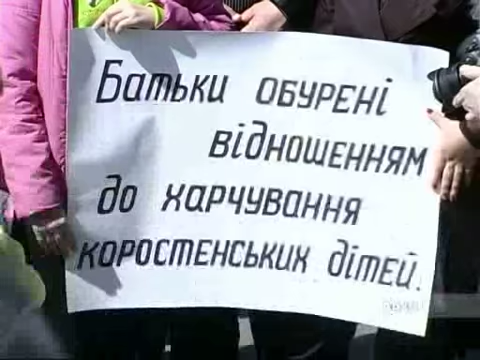 Батьки обурені
відношенням
до харчування
коростенських дітей.